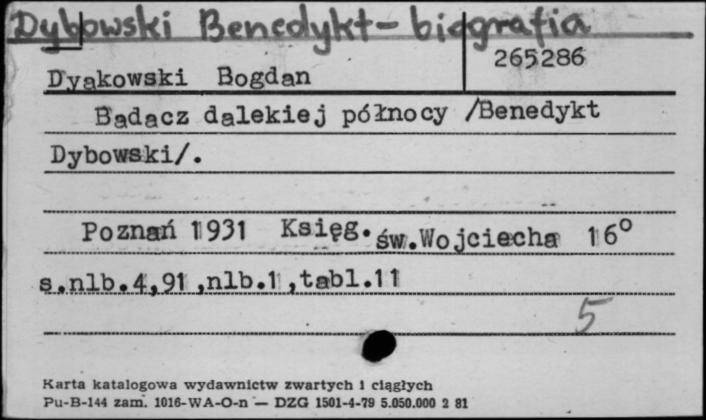 Dybowski Benedykt - biografia
265286
Dyakowski Bogdan
Badacz dalekiej północy /Benedykt
Dybowski/.
Poznań 1931 Księg. św.Wojciecha 16°
s.nlb.4,91 ,nlb.1 ,tabl.11
5
Karta katalogowa wydawnictw zwartych i ciągłych
Pu-B-144 zam. 1016-WA-O-n — DZG 1501-4-79 5.050.000 2 81